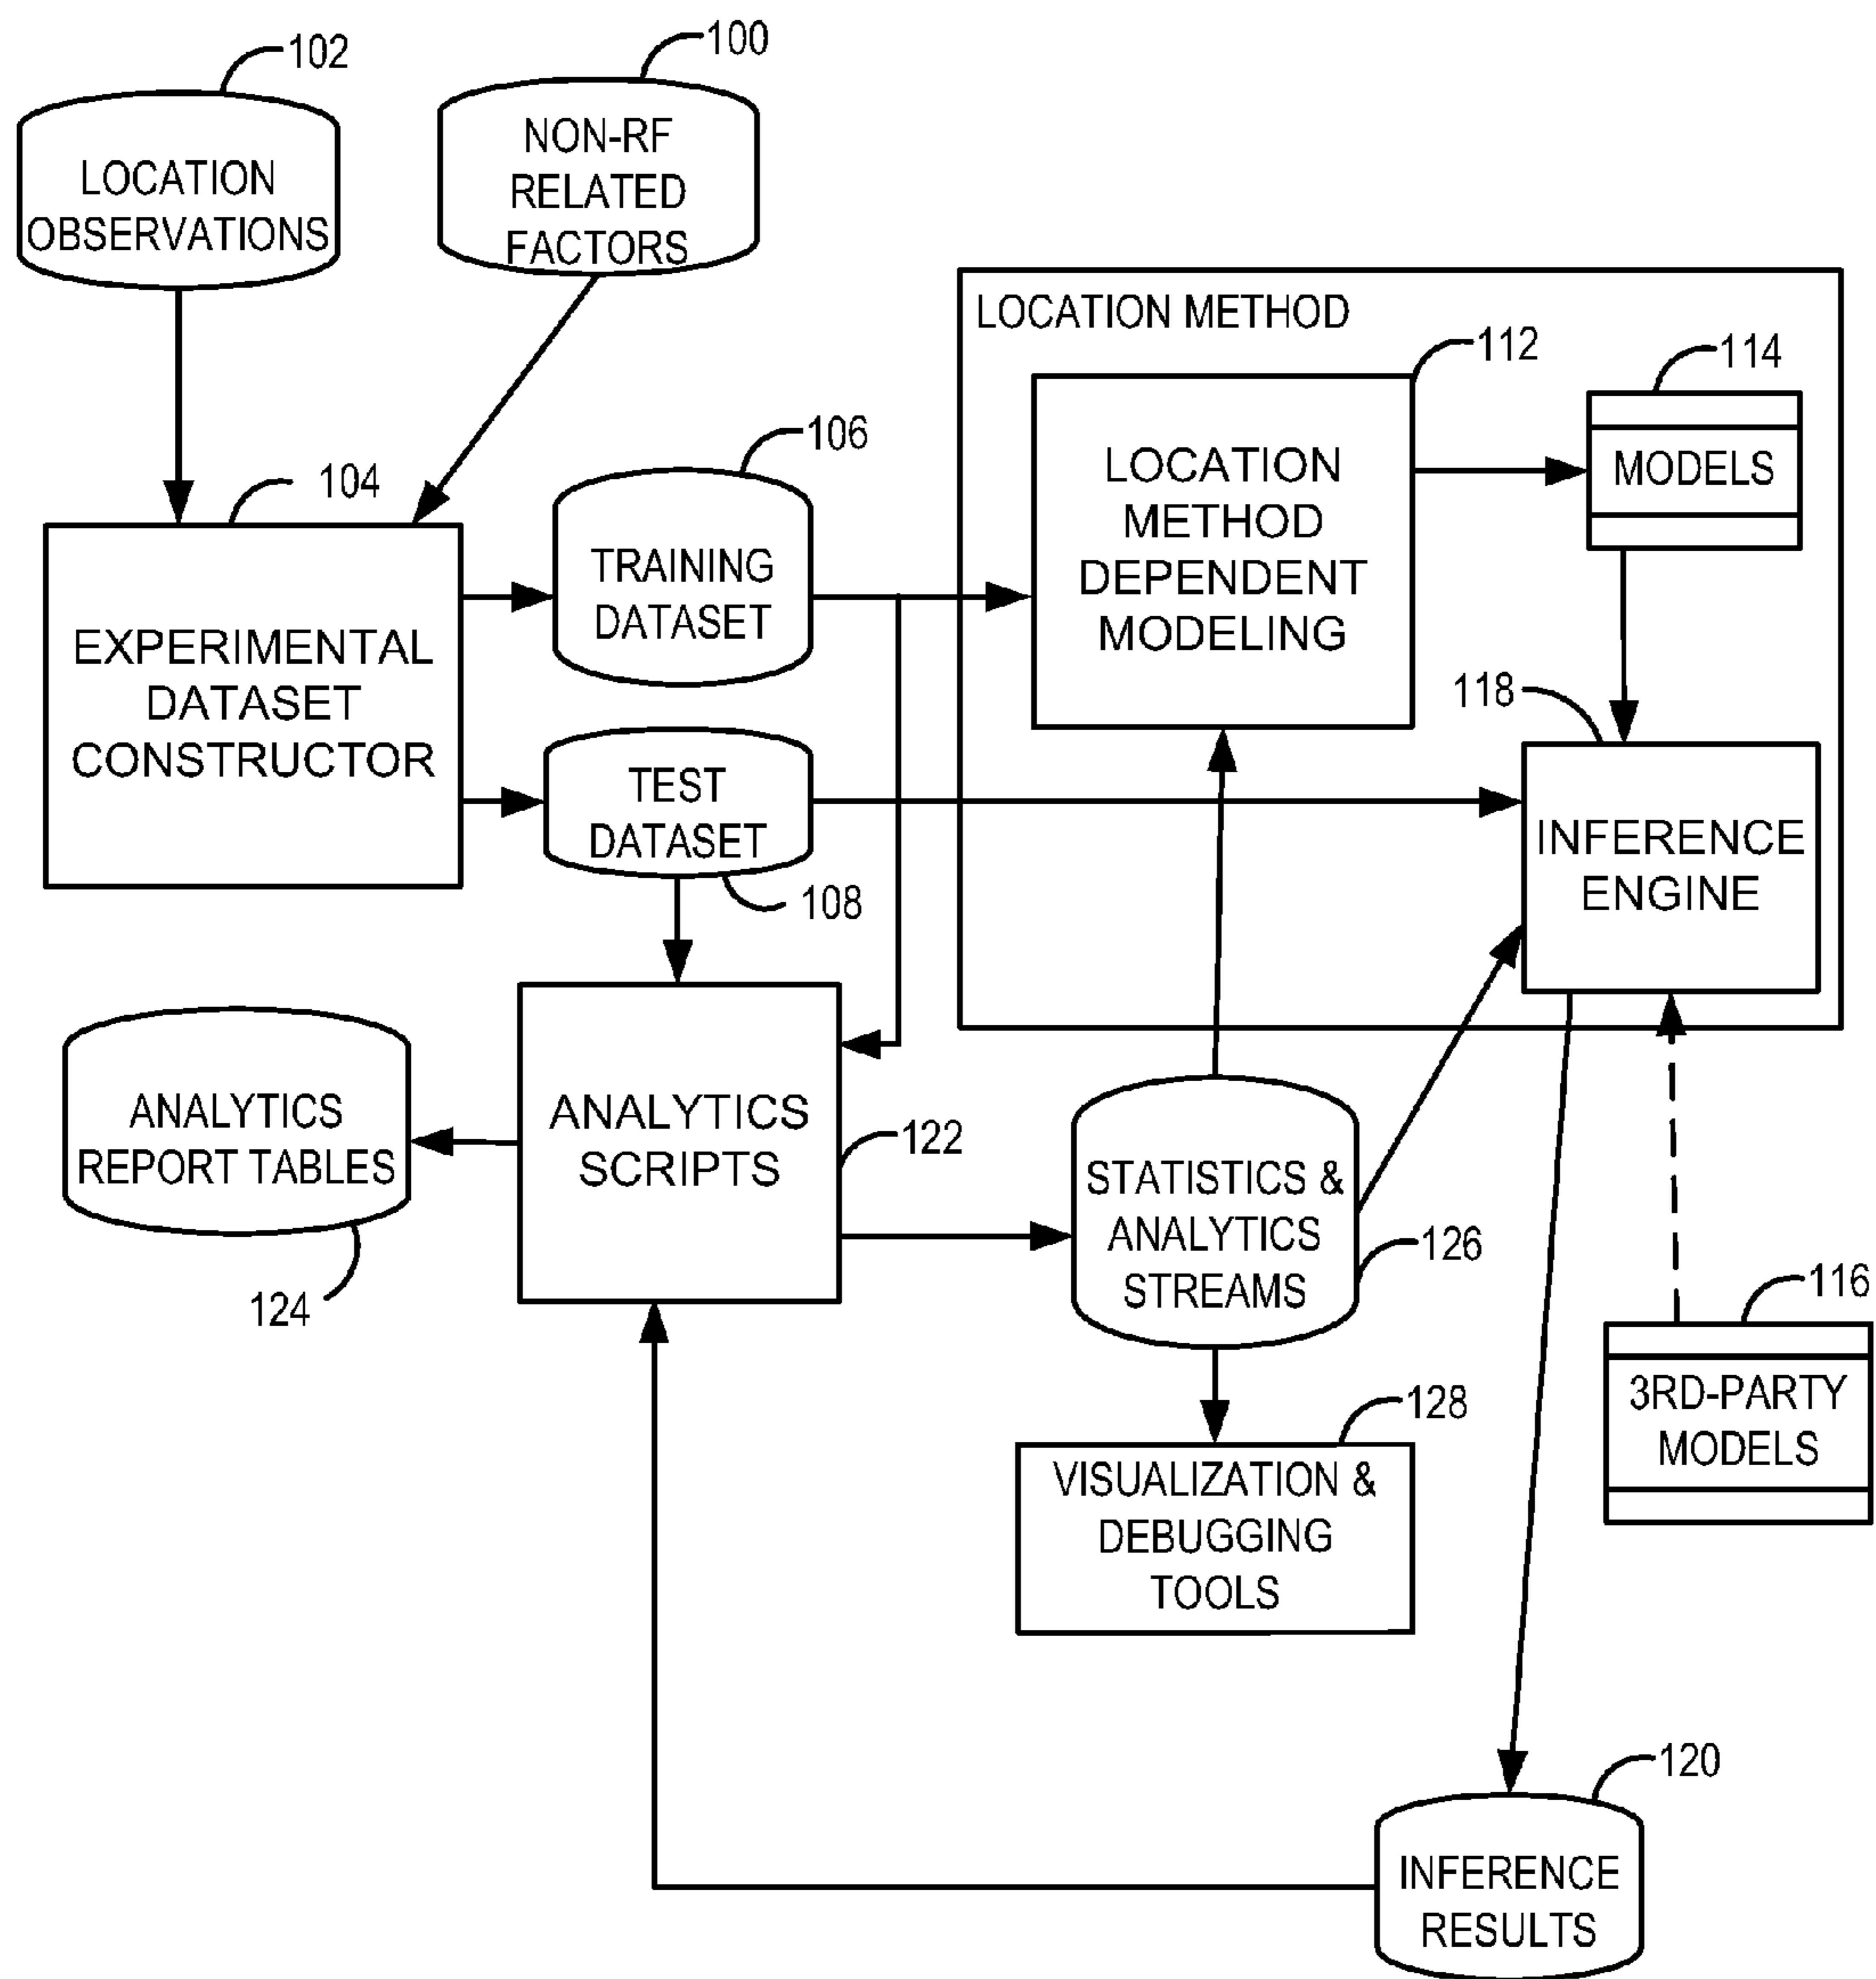 102
100
LOCATION
OBSERVATIONS
NON-RF
RELATED
FACTORS
LOCATION METHOD
112
114
104
106
EXPERIMENTAL
DATASET
CONSTRUCTOR
TRAINING
DATASET
LOCATION
METHOD
DEPENDENT
MODELING
MODELS
118
TEST
DATASET
108
INFERENCE
ENGINE
ANALYTICS
REPORT TABLES
124
ANALYTICS
SCRIPTS
122
STATISTICS &
ANALYTICS
STREAMS
126
116
3RD-PARTY
MODELS
128
VISUALIZATION &
DEBUGGING
TOOLS
120
INFERENCE
RESULTS